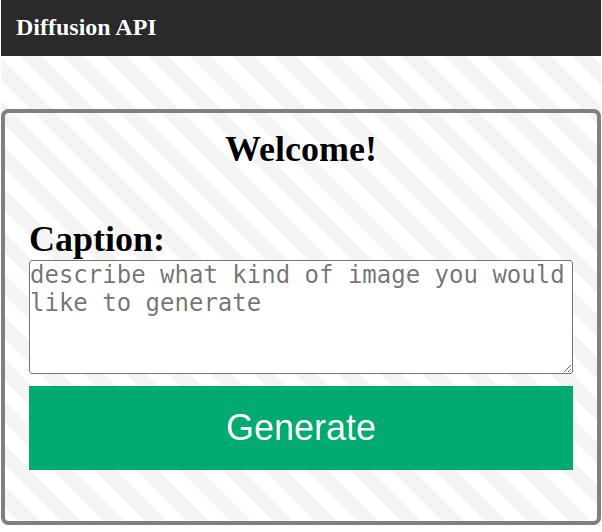 Diffusion API
Welcome!
Caption:
describe what kind of image you would
like to generate
Generate